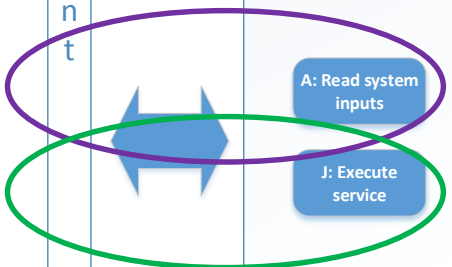 n
t
A: Read system
inputs
J: Execute
service